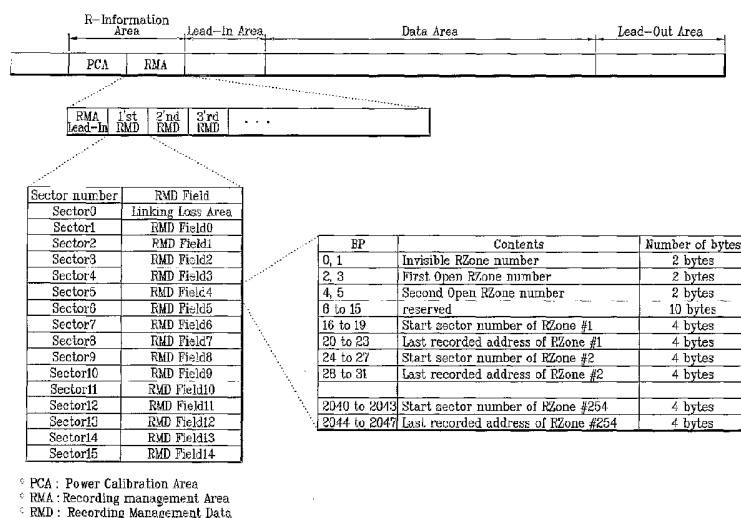 R-Information Area Lead-In Area Data Area Lead-Out Area
PCA RMA
RMA Lead-In 1'st RMD 2'nd RMD 3'rd RMD . . .
Sector number RMD Field
Sector0 Linking Loss Area
Sector1 RMD Field0
Sector2 RMD Field1
Sector3 RMD Field2
Sector4 RMD Field3
Sector5 RMD Field4
Sector6 RMD Field5
Sector7 RMD Field6
Sector8 RMD Field7
Sector9 RMD Field8
Sector10 RMD Field9
Sector11 RMD Field10
Sector12 RMD Field11
Sector13 RMD Field12
Sector14 RMD Field13
Sector15 RMD Field14
BP Contents Number of bytes
0, 1 Invisible RZone number 2 bytes
2, 3 First Open RZone number 2 bytes
4, 5 Second Open RZone number 2 bytes
6 to 15 reserved 10 bytes
16 to 19 Start sector number of RZone #1 4 bytes
20 to 23 Last recorded address of RZone #1 4 bytes
24 to 27 Start sector number of RZone #2 4 bytes
28 to 31 Last recorded address of RZone #2 4 bytes
2040 to 2043 Start sector number of RZone #254 4 bytes
2044 to 2047 Last recorded address of RZone #254 4 bytes
◦ PCA : Power Calibration Area
◦ RMA : Recording management Area
◦ RMD : Recording Management Data